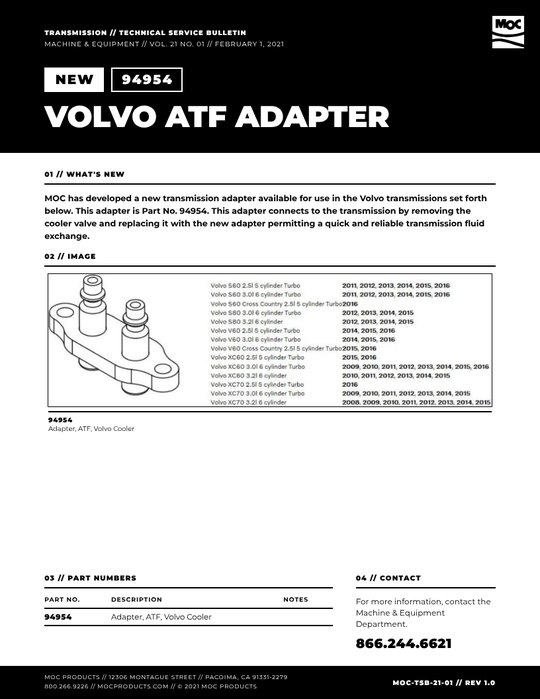 TRANSMISSION // TECHNICAL SERVICE BULLETIN
MACHINE & EQUIPMENT // VOL. 21 NO. 01 // FEBRUARY 1, 2021
MOC
NEW 94954
VOLVO ATF ADAPTER
01 // WHAT'S NEW
MOC has developed a new transmission adapter available for use in the Volvo transmissions set forth
below. This adapter is Part No. 94954. This adapter connects to the transmission by removing the
cooler valve and replacing it with the new adapter permitting a quick and reliable transmission fluid
exchange.
02 // IMAGE
Volvo S60 2.5l 5 cylinder Turbo 2011, 2012, 2013, 2014, 2015, 2016
Volvo S60 3.0l 6 cylinder Turbo 2011, 2012, 2013, 2014, 2015, 2016
Volvo S60 Cross Country 2.5l 5 cylinder Turbo 2016
Volvo S80 3.0l 6 cylinder Turbo 2012, 2013, 2014, 2015
Volvo S80 3.2l 6 cylinder 2012, 2013, 2014, 2015
Volvo V60 2.5l 5 cylinder Turbo 2014, 2015, 2016
Volvo V60 3.0l 6 cylinder Turbo 2014, 2015, 2016
Volvo V60 Cross Country 2.5l 5 cylinder Turbo 2015, 2016
Volvo XC60 2.5l 5 cylinder Turbo 2015, 2016
Volvo XC60 3.0l 6 cylinder Turbo 2009, 2010, 2011, 2012, 2013, 2014, 2015, 2016
Volvo XC60 3.2l 6 cylinder 2010, 2011, 2012, 2013, 2014, 2015
Volvo XC70 2.5l 5 cylinder Turbo 2016
Volvo XC70 3.0l 6 cylinder Turbo 2009, 2010, 2011, 2012, 2013, 2014, 2015
Volvo XC70 3.2l 6 cylinder 2008, 2009, 2010, 2011, 2012, 2013, 2014, 2015
94954
Adapter, ATF, Volvo Cooler
03 // PART NUMBERS
PART NO. DESCRIPTION NOTES
94954 Adapter, ATF, Volvo Cooler
04 // CONTACT
For more information, contact the
Machine & Equipment
Department.
866.244.6621
MOC PRODUCTS // 12306 MONTAGUE STREET // PACOIMA, CA 91331-2279
800.266.9226 // MOCPRODUCTS.COM // © 2021 MOC PRODUCTS
MOC-TSB-21-01 // REV 1.0